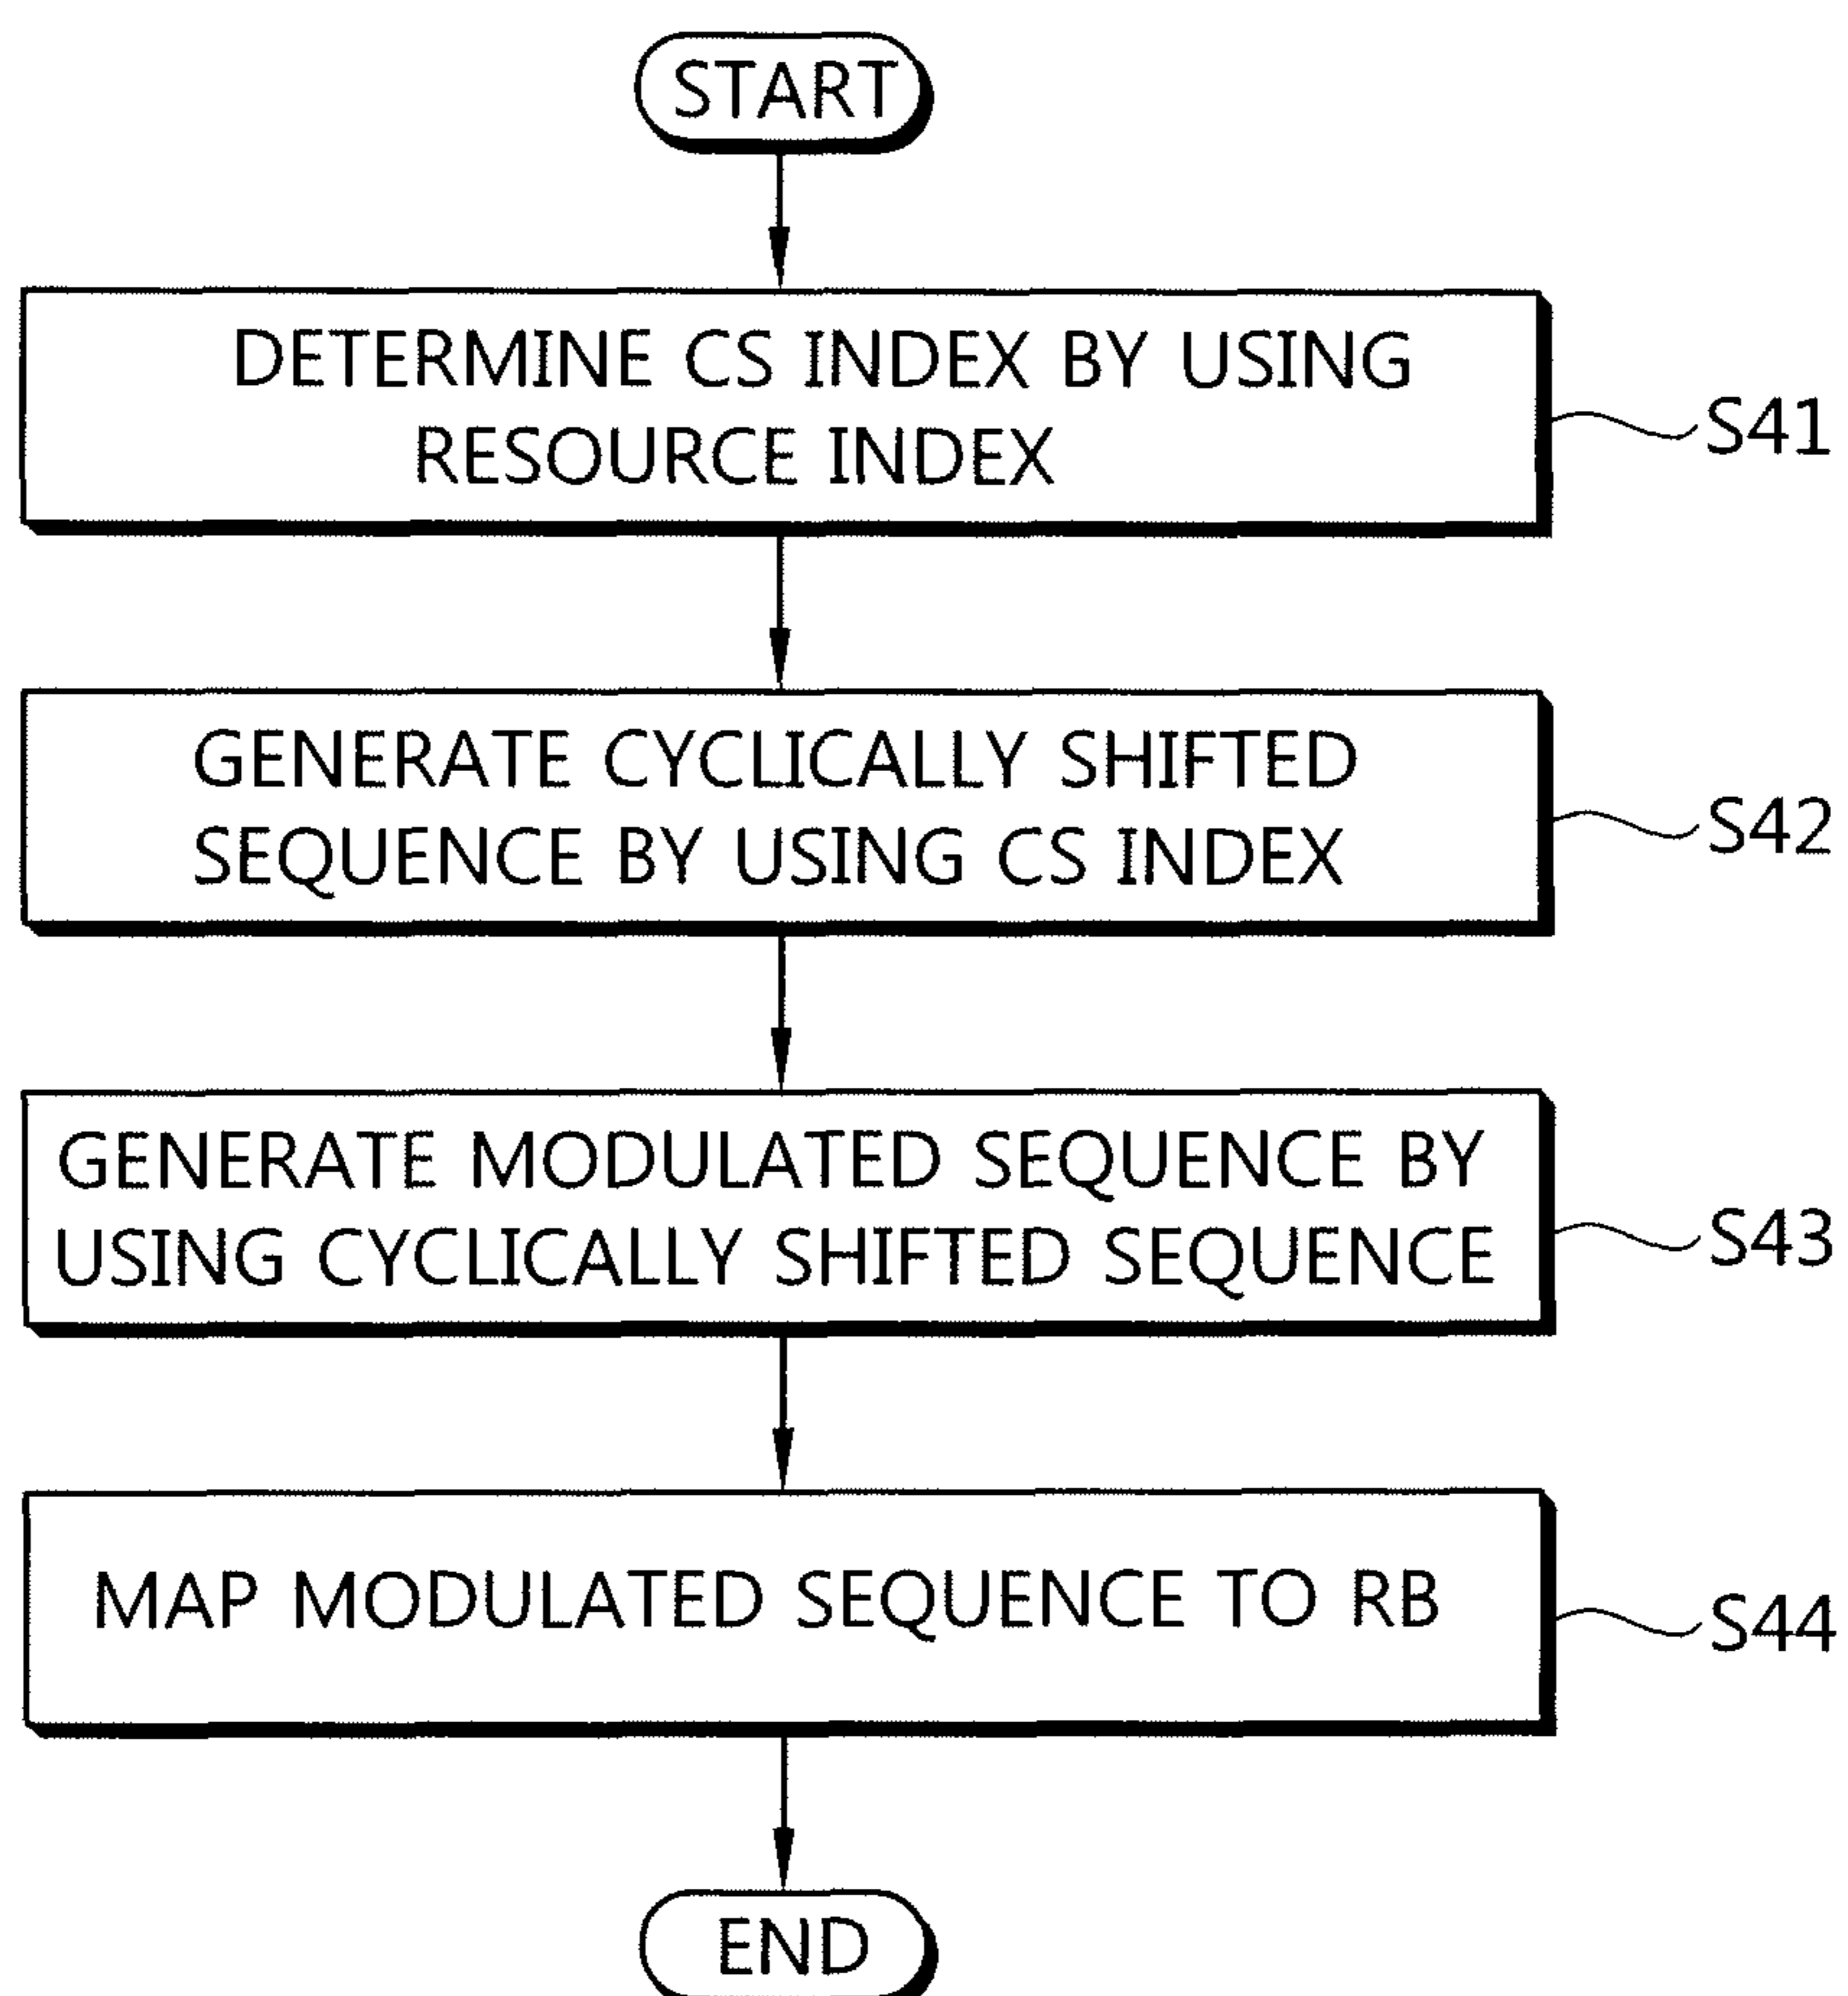 START
DETERMINE CS INDEX BY USING
RESOURCE INDEX
S41
GENERATE CYCLICALLY SHIFTED
SEQUENCE BY USING CS INDEX
S42
GENERATE MODULATED SEQUENCE BY
USING CYCLICALLY SHIFTED SEQUENCE
S43
MAP MODULATED SEQUENCE TO RB
S44
END